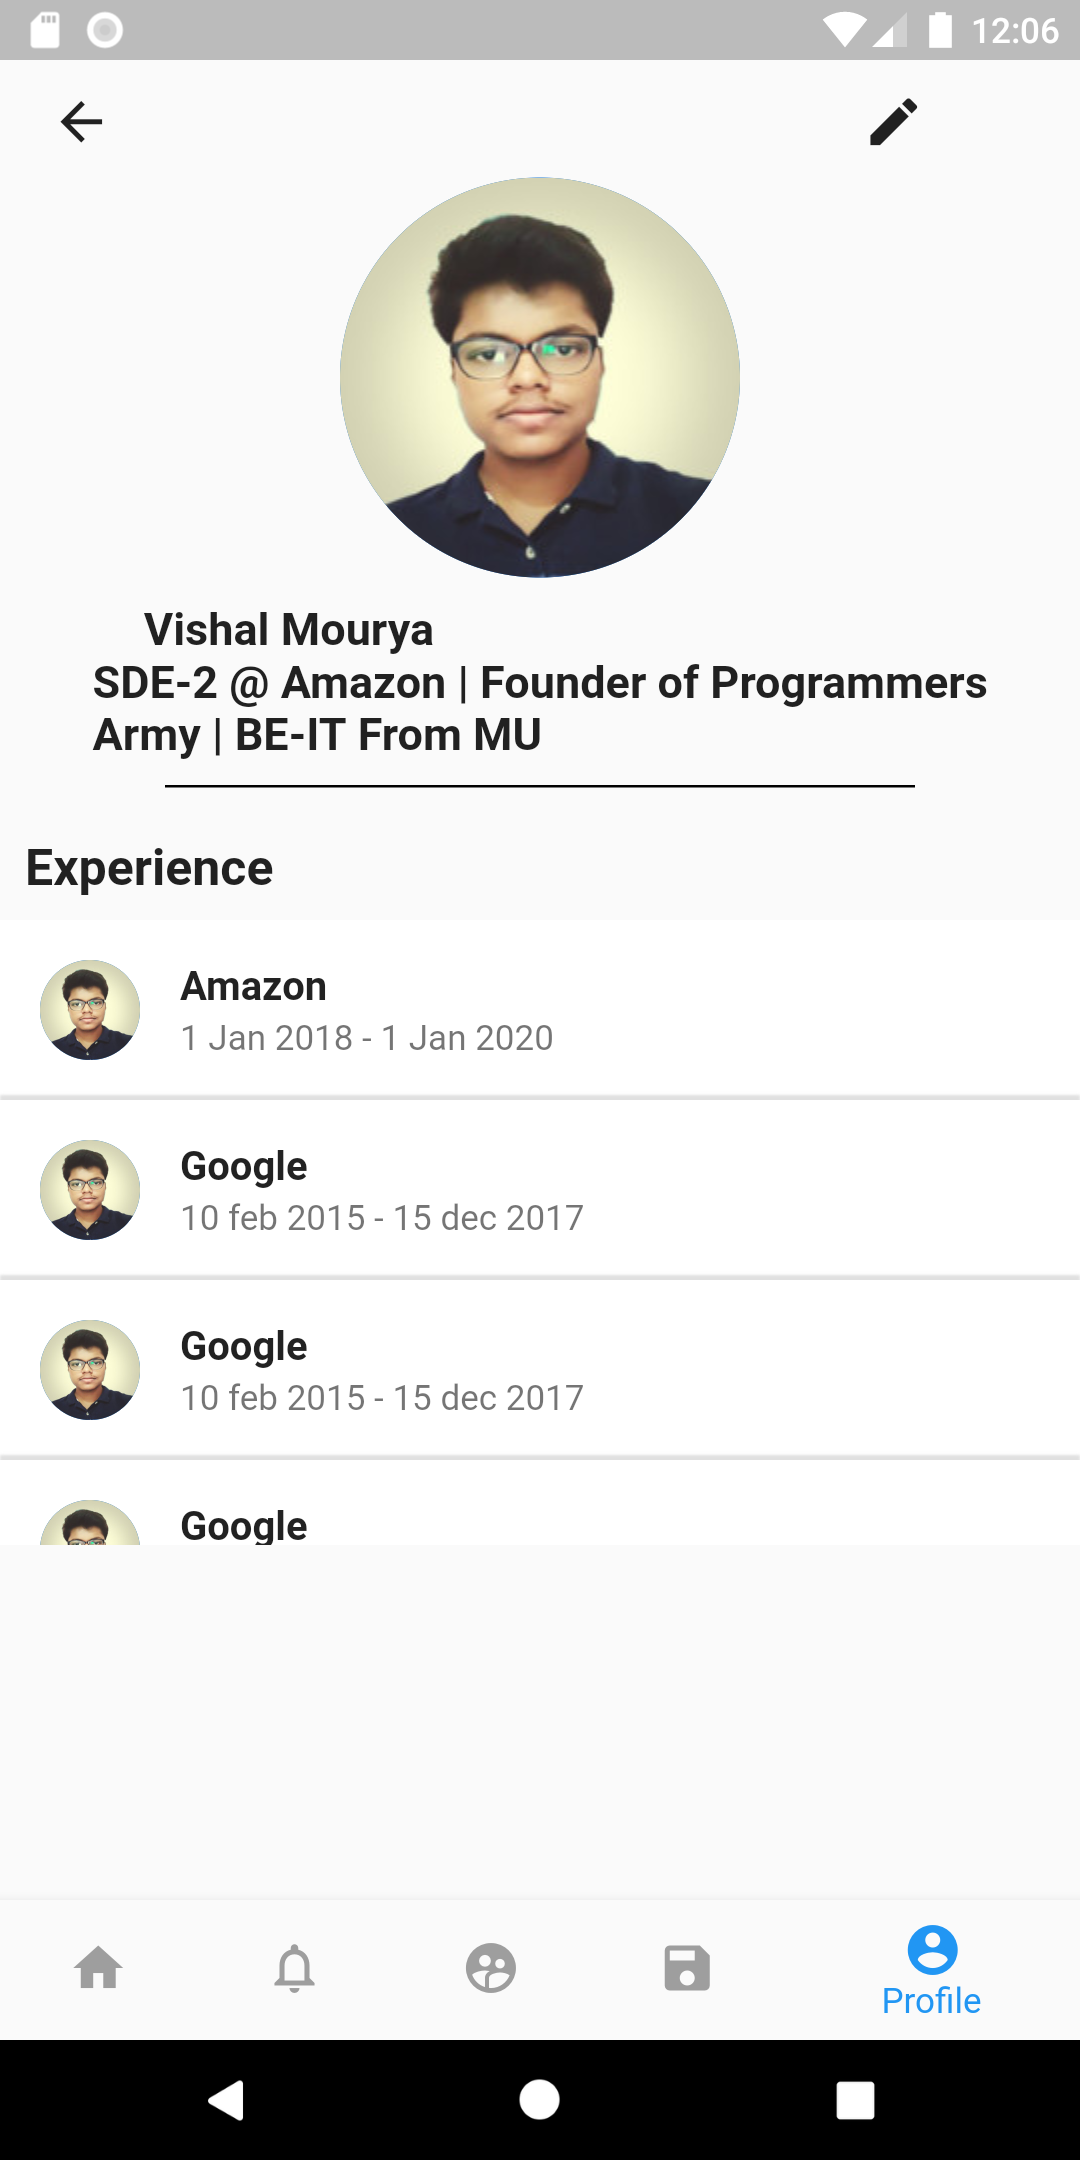 12:06
Vishal Mourya
SDE-2 @ Amazon | Founder of Programmers
Army | BE-IT From MU
Experience
Amazon
1 Jan 2018 - 1 Jan 2020
Google
10 feb 2015 - 15 dec 2017
Google
10 feb 2015 - 15 dec 2017
Google
Profile